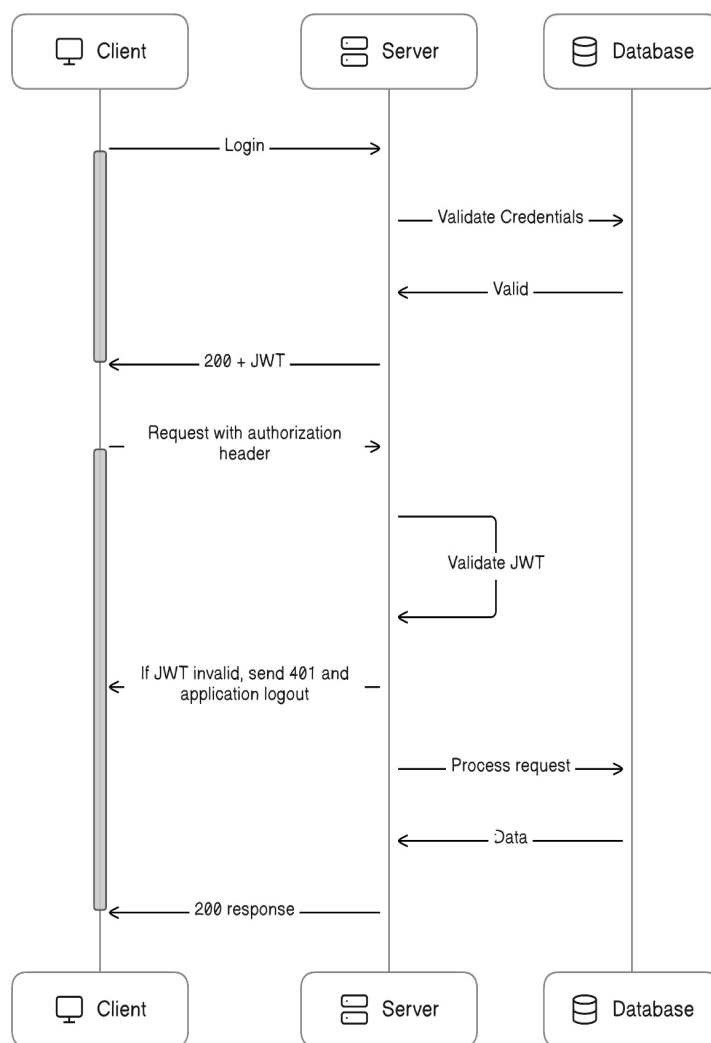 Client
Server
Database
Login
Validate Credentials
Valid
200 + JWT
Request with authorization
header
Validate JWT
If JWT invalid, send 401 and
application logout
Process request
Data
200 response
Client
Server
Database